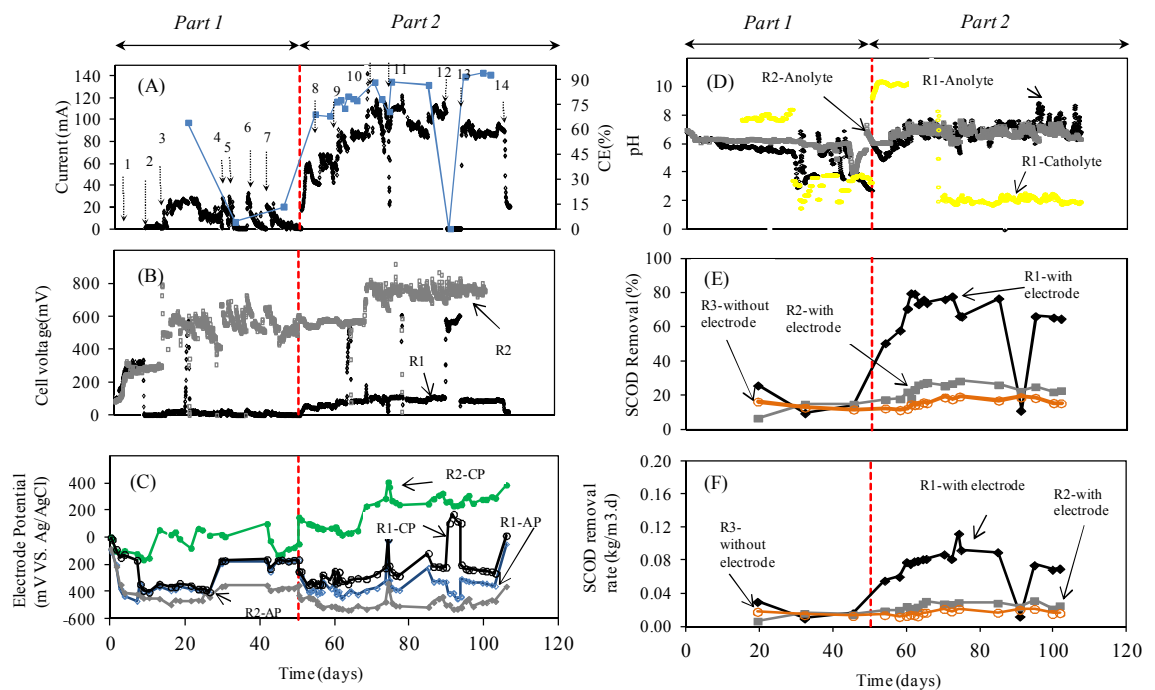 Part 1
Part 2
(A)
140
120
100
80
60
40
20
0
Current (mA)
90
75
60
45
30
15
0
CE(%)
1
2
3
4
5
6
7
8
9
10
11
12
13
14
(B)
800
600
400
200
0
Cell voltage(mV)
R1
R2
(C)
400
200
0
200
400
-600
Electrode Potential
(m V VS. Ag/AgCl)
R2-CP
R1-CP
R1-AP
R2-AP
0
20
40
60
80
100
120
Time (days)
Part 1
Part 2
(D)
10
8
6
4
2
0
pH
R2-Anolyte
R1-Anolyte
R1-Catholyte
(E)
100
80
60
40
20
0
SCOD Removal (%)
R3-without
electrode
R2-with
electrode
R1-with
electrode
(F)
0.20
0.16
0.12
0.08
0.04
0.00
SCOD removal
rate (kg/m3.d)
R3-
without
electrode
R1-with electrode
R2-with
electrode
0
20
40
60
80
100
120
Time (days)